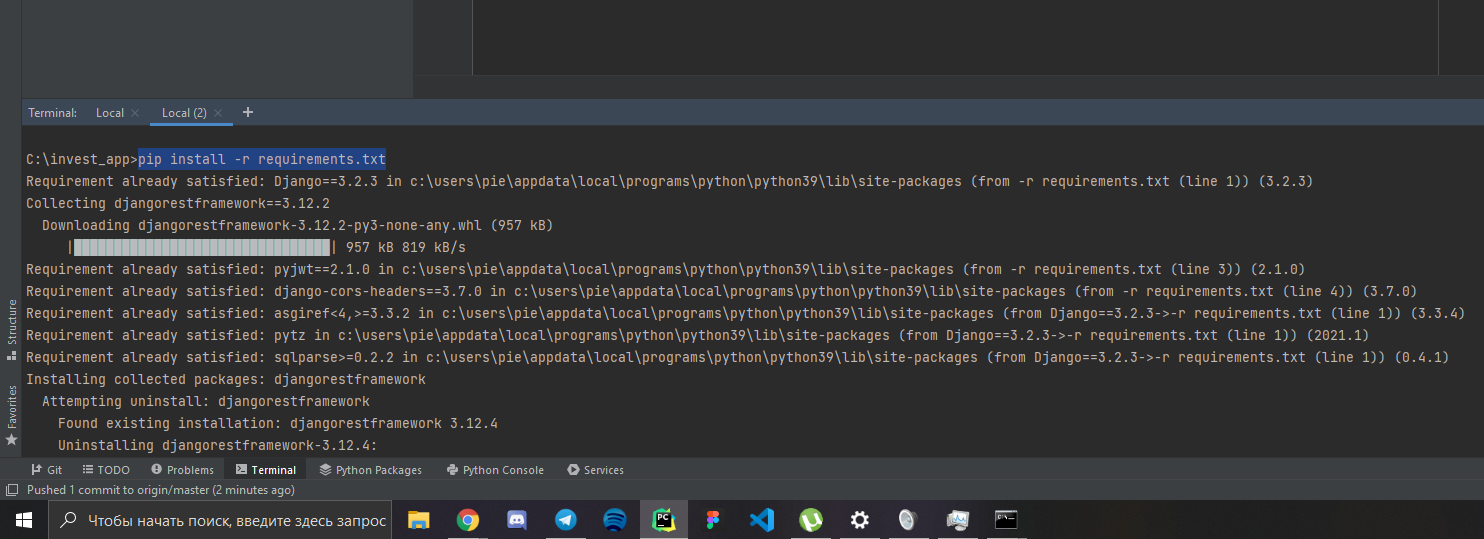 Terminal: Local Local (2)
C:\invest_app>pip install -r requirements.txt
Requirement already satisfied: Django==3.2.3 in c:\users\pie\appdata\local\programs\python\python39\lib\site-packages (from -r requirements.txt (line 1)) (3.2.3)
Collecting djangorestframework==3.12.2
Downloading djangorestframework-3.12.2-py3-none-any.whl (957 kB)
|████████████████████████████████| 957 kB 819 kB/s
Requirement already satisfied: pyjwt==2.1.0 in c:\users\pie\appdata\local\programs\python\python39\lib\site-packages (from -r requirements.txt (line 3)) (2.1.0)
Requirement already satisfied: django-cors-headers==3.7.0 in c:\users\pie\appdata\local\programs\python\python39\lib\site-packages (from -r requirements.txt (line 4)) (3.7.0)
Requirement already satisfied: asgiref<4,>=3.3.2 in c:\users\pie\appdata\local\programs\python\python39\lib\site-packages (from Django==3.2.3->-r requirements.txt (line 1)) (3.3.4)
Requirement already satisfied: pytz in c:\users\pie\appdata\local\programs\python\python39\lib\site-packages (from Django==3.2.3->-r requirements.txt (line 1)) (2021.1)
Requirement already satisfied: sqlparse>=0.2.2 in c:\users\pie\appdata\local\programs\python\python39\lib\site-packages (from Django==3.2.3->-r requirements.txt (line 1)) (0.4.1)
Installing collected packages: djangorestframework
Attempting uninstall: djangorestframework
Found existing installation: djangorestframework 3.12.4
Uninstalling djangorestframework-3.12.4:
Structure
Favorites
Git TODO Problems Terminal Python Packages Python Console Services
Pushed 1 commit to origin/master (2 minutes ago)
Чтобы начать поиск, введите здесь запрос